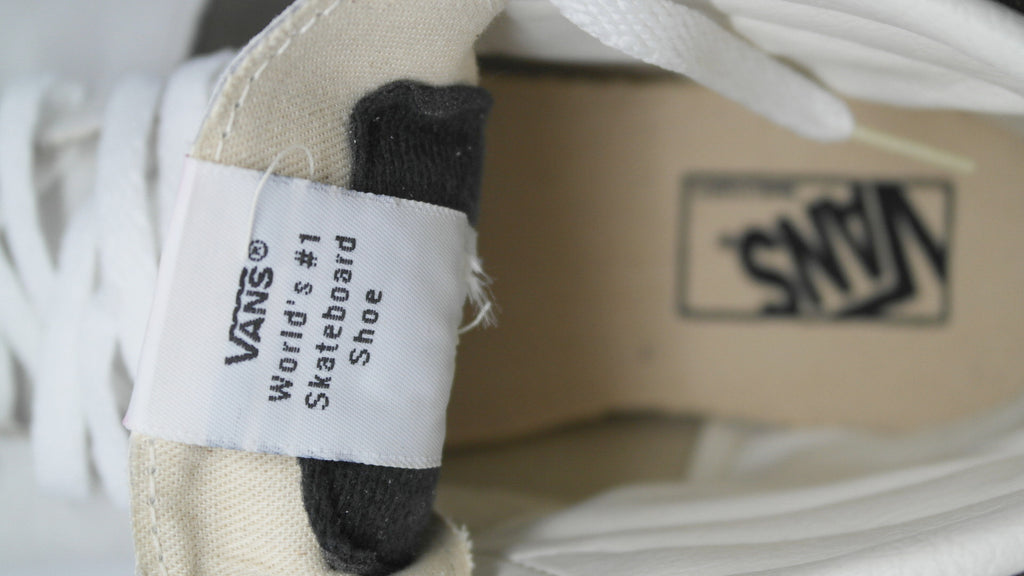 VANS®
World's #1
Skateboard
Shoe
VANS